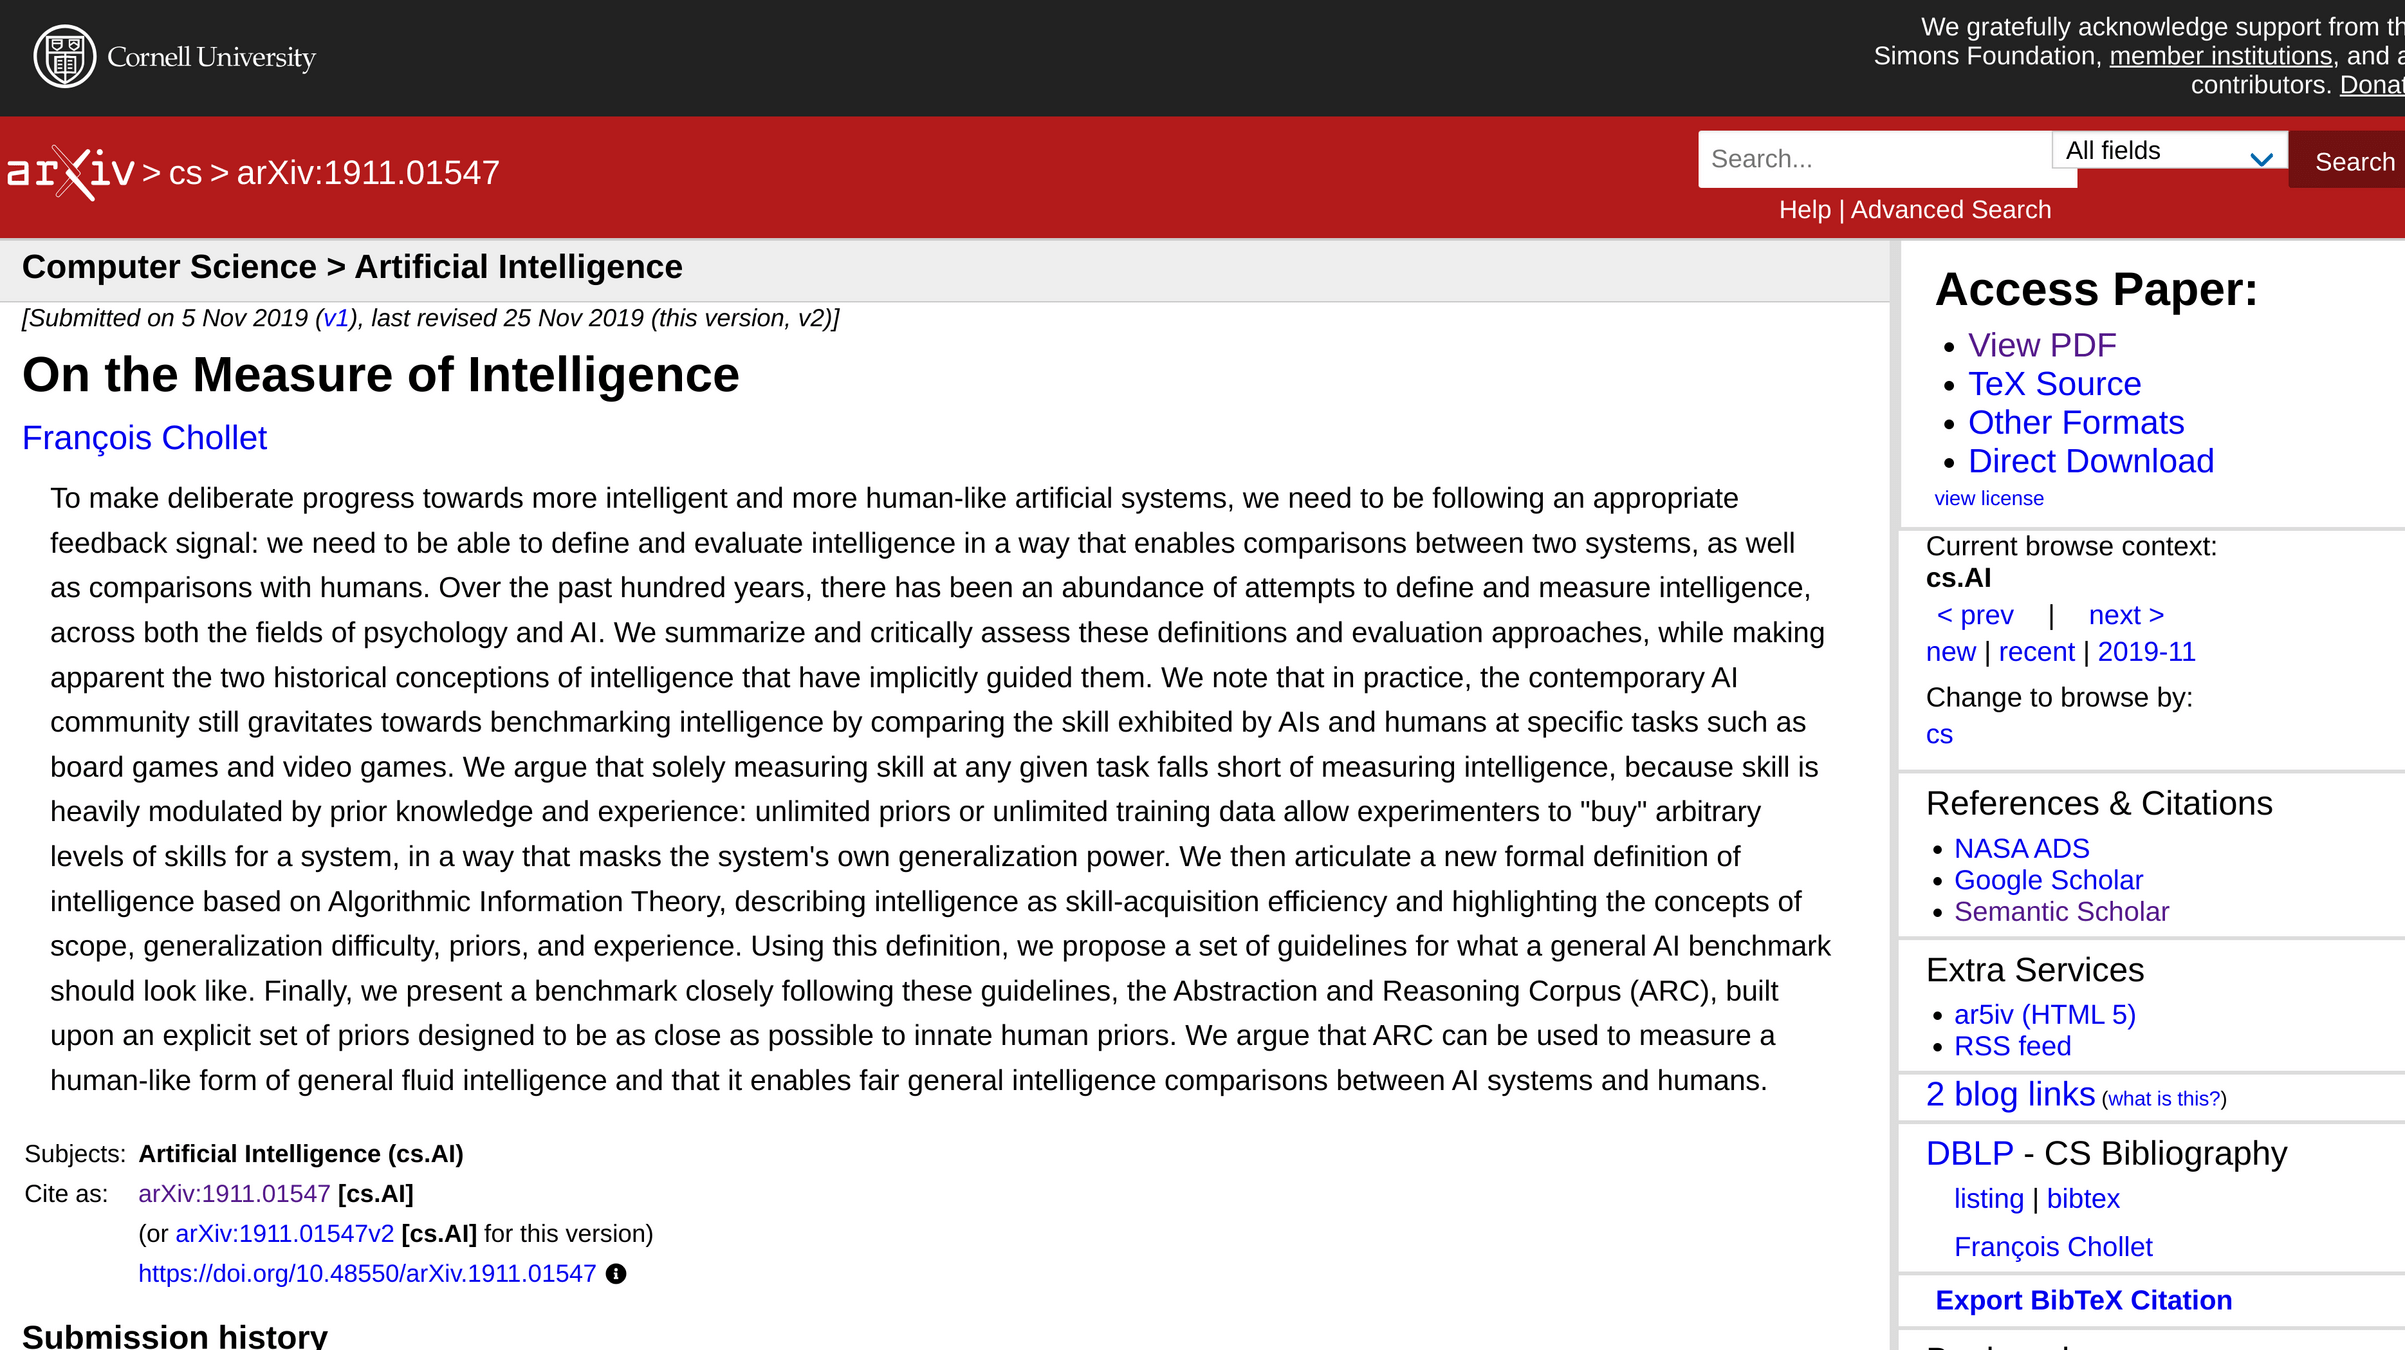 Cornell University
We gratefully acknowledge support from
Simons Foundation, member institutions, and
contributors.
arXiv > cs > arXiv:1911.01547
Search...
All fields
Search
Help | Advanced Search
Computer Science > Artificial Intelligence
[Submitted on 5 Nov 2019 (v1), last revised 25 Nov 2019 (this version, v2)]
On the Measure of Intelligence
François Chollet
To make deliberate progress towards more intelligent and more human-like artificial systems, we need to be following an appropriate
feedback signal: we need to be able to define and evaluate intelligence in a way that enables comparisons between two systems, as well
as comparisons with humans. Over the past hundred years, there has been an abundance of attempts to define and measure intelligence,
across both the fields of psychology and AI. We summarize and critically assess these definitions and evaluation approaches, while making
apparent the two historical conceptions of intelligence that have implicitly guided them. We note that in practice, the contemporary AI
community still gravitates towards benchmarking intelligence by comparing the skill exhibited by AIs and humans at specific tasks such as
board games and video games. We argue that solely measuring skill at any given task falls short of measuring intelligence, because skill is
heavily modulated by prior knowledge and experience: unlimited priors or unlimited training data allow experimenters to "buy" arbitrary
levels of skills for a system, in a way that masks the system's own generalization power. We then articulate a new formal definition of
intelligence based on Algorithmic Information Theory, describing intelligence as skill-acquisition efficiency and highlighting the concepts of
scope, generalization difficulty, priors, and experience. Using this definition, we propose a set of guidelines for what a general AI benchmark
should look like. Finally, we present a benchmark closely following these guidelines, the Abstraction and Reasoning Corpus (ARC), built
upon an explicit set of priors designed to be as close as possible to innate human priors. We argue that ARC can be used to measure a
human-like form of general fluid intelligence and that it enables fair general intelligence comparisons between AI systems and humans.
Subjects: Artificial Intelligence (cs.AI)
Cite as: arXiv:1911.01547 [cs.AI]
(or arXiv:1911.01547v2 [cs.AI] for this version)
https://doi.org/10.48550/arXiv.1911.01547
Submission history
Access Paper:
View PDF
TeX Source
Other Formats
Direct Download
view license
Current browse context:
cs.AI
< prev | next >
new | recent | 2019-11
Change to browse by:
cs
References & Citations
NASA ADS
Google Scholar
Semantic Scholar
Extra Services
ar5iv (HTML 5)
RSS feed
2 blog links (what is this?)
DBLP - CS Bibliography
listing | bibtex
François Chollet
Export BibTeX Citation